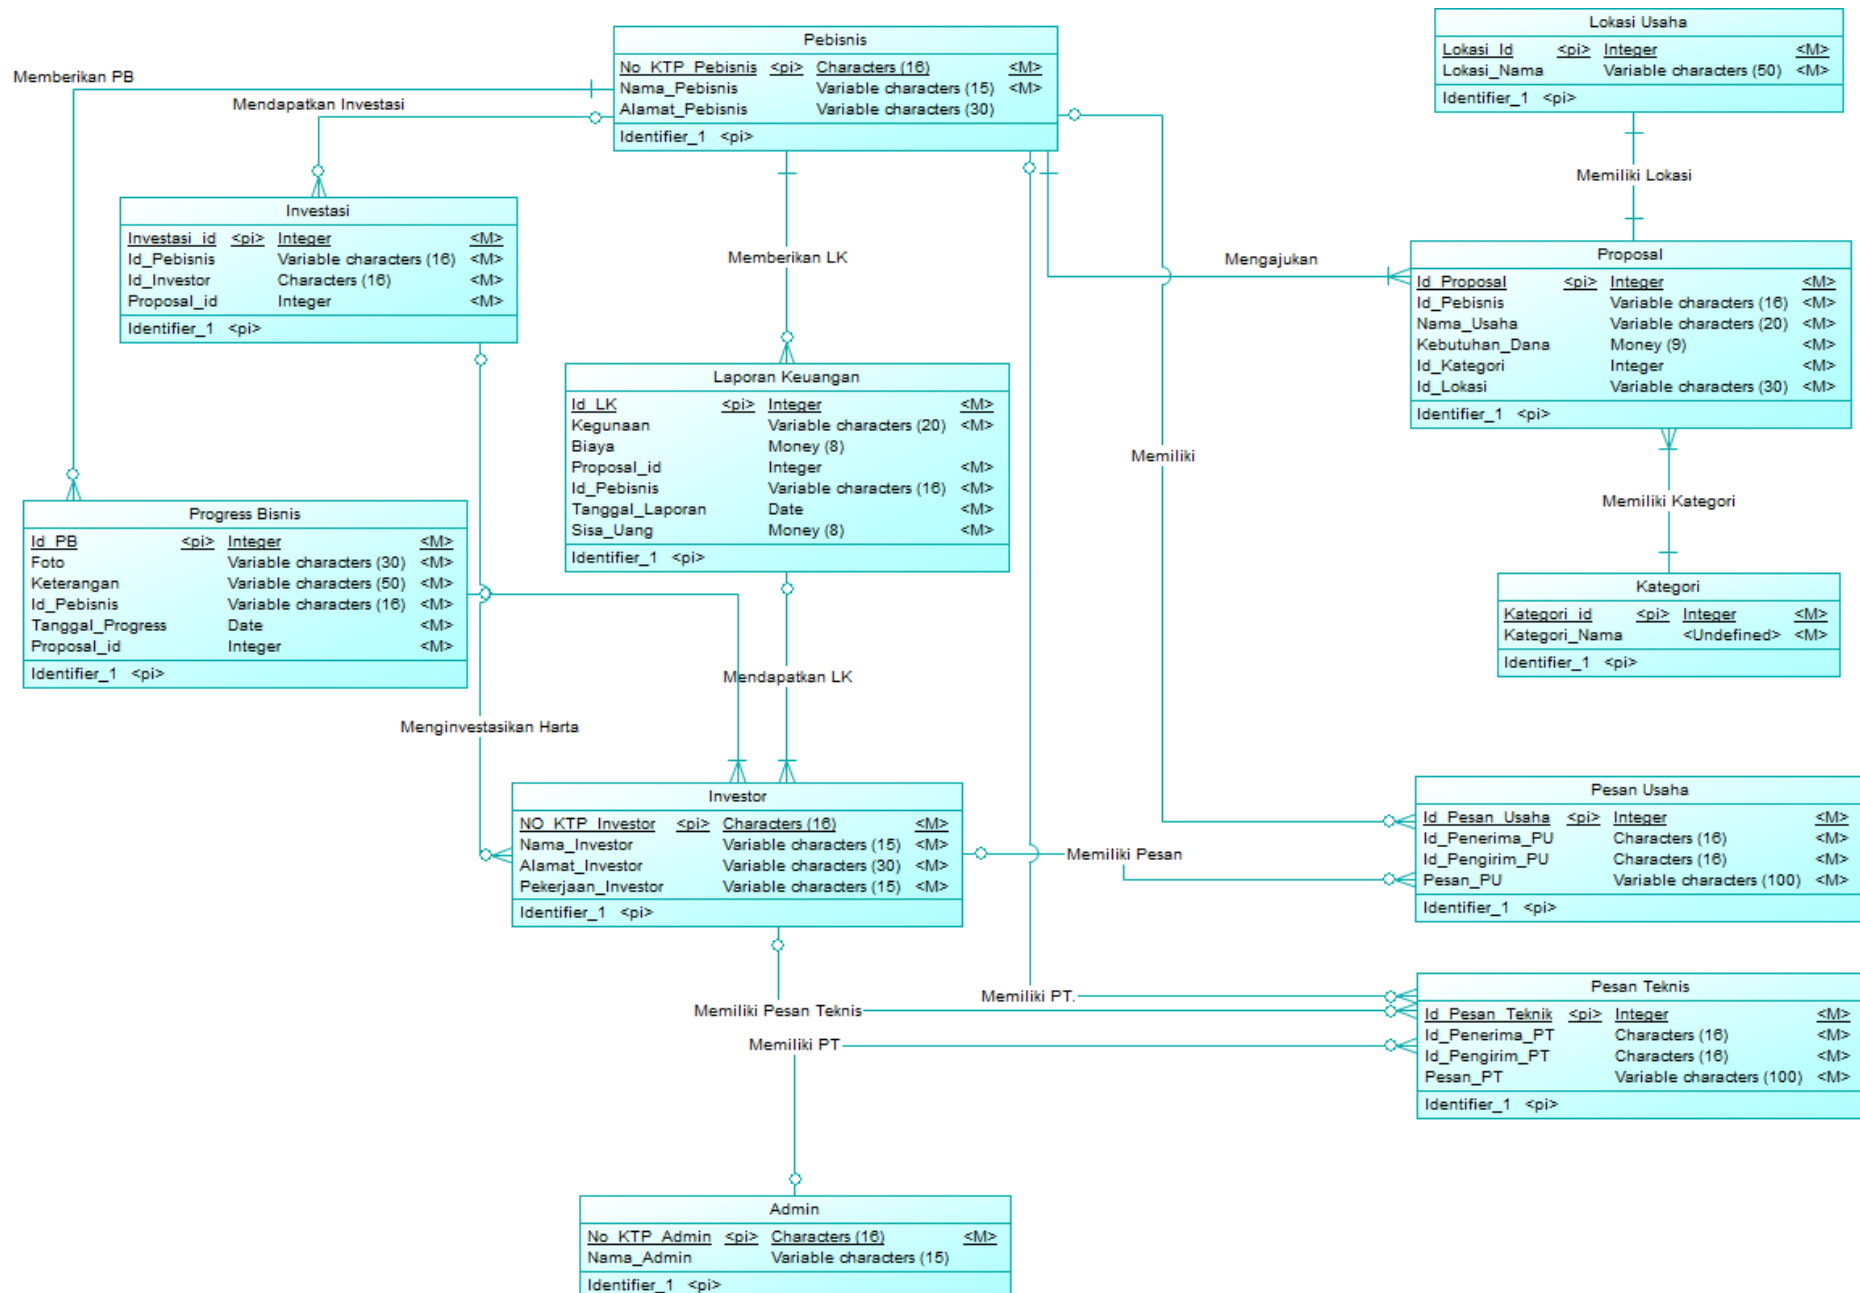 Pebisnis
No_KTP_Pebisnis <pi> Characters (16) <M>
Nama_Pebisnis Variable characters (15) <M>
Alamat_Pebisnis Variable characters (30)
Identifier_1 <pi>
Lokasi Usaha
Lokasi_Id <pi> Integer <M>
Lokasi_Nama Variable characters (50) <M>
Identifier_1 <pi>
Memberikan PB
Mendapatkan Investasi
Memiliki Lokasi
Investasi
Investasi_id <pi> Integer <M>
Id_Pebisnis Variable characters (16) <M>
Id_Investor Characters (16) <M>
Proposal_id Integer <M>
Identifier_1 <pi>
Memberikan LK
Mengajukan
Proposal
Id_Proposal <pi> Integer <M>
Id_Pebisnis Variable characters (16) <M>
Nama_Usaha Variable characters (20) <M>
Kebutuhan_Dana Money (9) <M>
Id_Kategori Integer <M>
Id_Lokasi Variable characters (30) <M>
Identifier_1 <pi>
Laporan Keuangan
Id_LK <pi> Integer <M>
Kegunaan Variable characters (20) <M>
Biaya Money (8)
Proposal_id Integer <M>
Id_Pebisnis Variable characters (16) <M>
Tanggal_Laporan Date <M>
Sisa_Uang Money (8) <M>
Identifier_1 <pi>
Memiliki
Memiliki Kategori
Progress Bisnis
Id_PB <pi> Integer <M>
Foto Variable characters (30) <M>
Keterangan Variable characters (50) <M>
Id_Pebisnis Variable characters (16) <M>
Tanggal_Progress Date <M>
Proposal_id Integer <M>
Identifier_1 <pi>
Kategori
Kategori_id <pi> Integer <M>
Kategori_Nama <Undefined> <M>
Identifier_1 <pi>
Mendapatkan LK
Menginvestasikan Harta
Investor
NO_KTP_Investor <pi> Characters (16) <M>
Nama_Investor Variable characters (15) <M>
Alamat_Investor Variable characters (30) <M>
Pekerjaan_Investor Variable characters (15) <M>
Identifier_1 <pi>
Memiliki Pesan
Pesan Usaha
Id_Pesan_Usaha <pi> Integer <M>
Id_Penerima_PU Characters (16) <M>
Id_Pengirim_PU Characters (16) <M>
Pesan_PU Variable characters (100) <M>
Identifier_1 <pi>
Memiliki PT.
Memiliki Pesan Teknis
Memiliki PT
Pesan Teknis
Id_Pesan_Teknik <pi> Integer <M>
Id_Penerima_PT Characters (16) <M>
Id_Pengirim_PT Characters (16) <M>
Pesan_PT Variable characters (100) <M>
Identifier_1 <pi>
Admin
No_KTP_Admin <pi> Characters (16) <M>
Nama_Admin Variable characters (15)
Identifier_1 <pi>